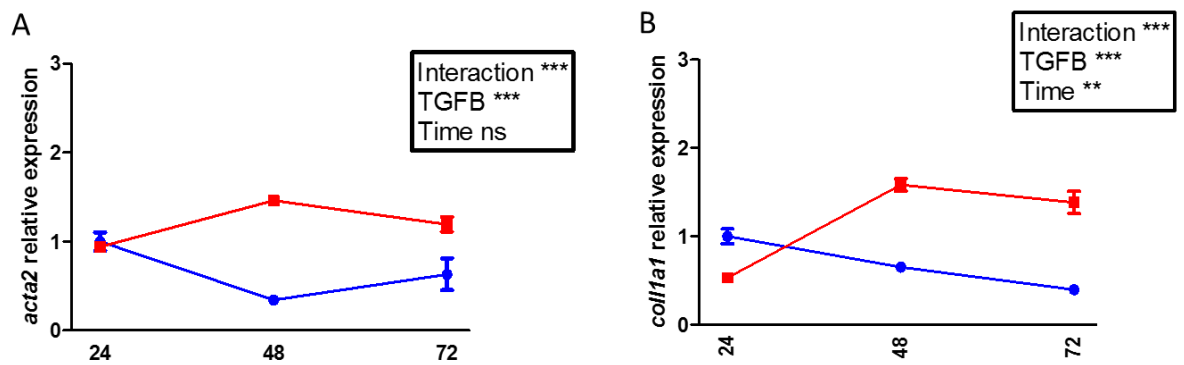 A
acta2 relative expression
3
2
1
0
24
48
72
Interaction ***
TGFB ***
Time ns
B
coll1a1 relative expression
3
2
1
0
24
48
72
Interaction ***
TGFB ***
Time **